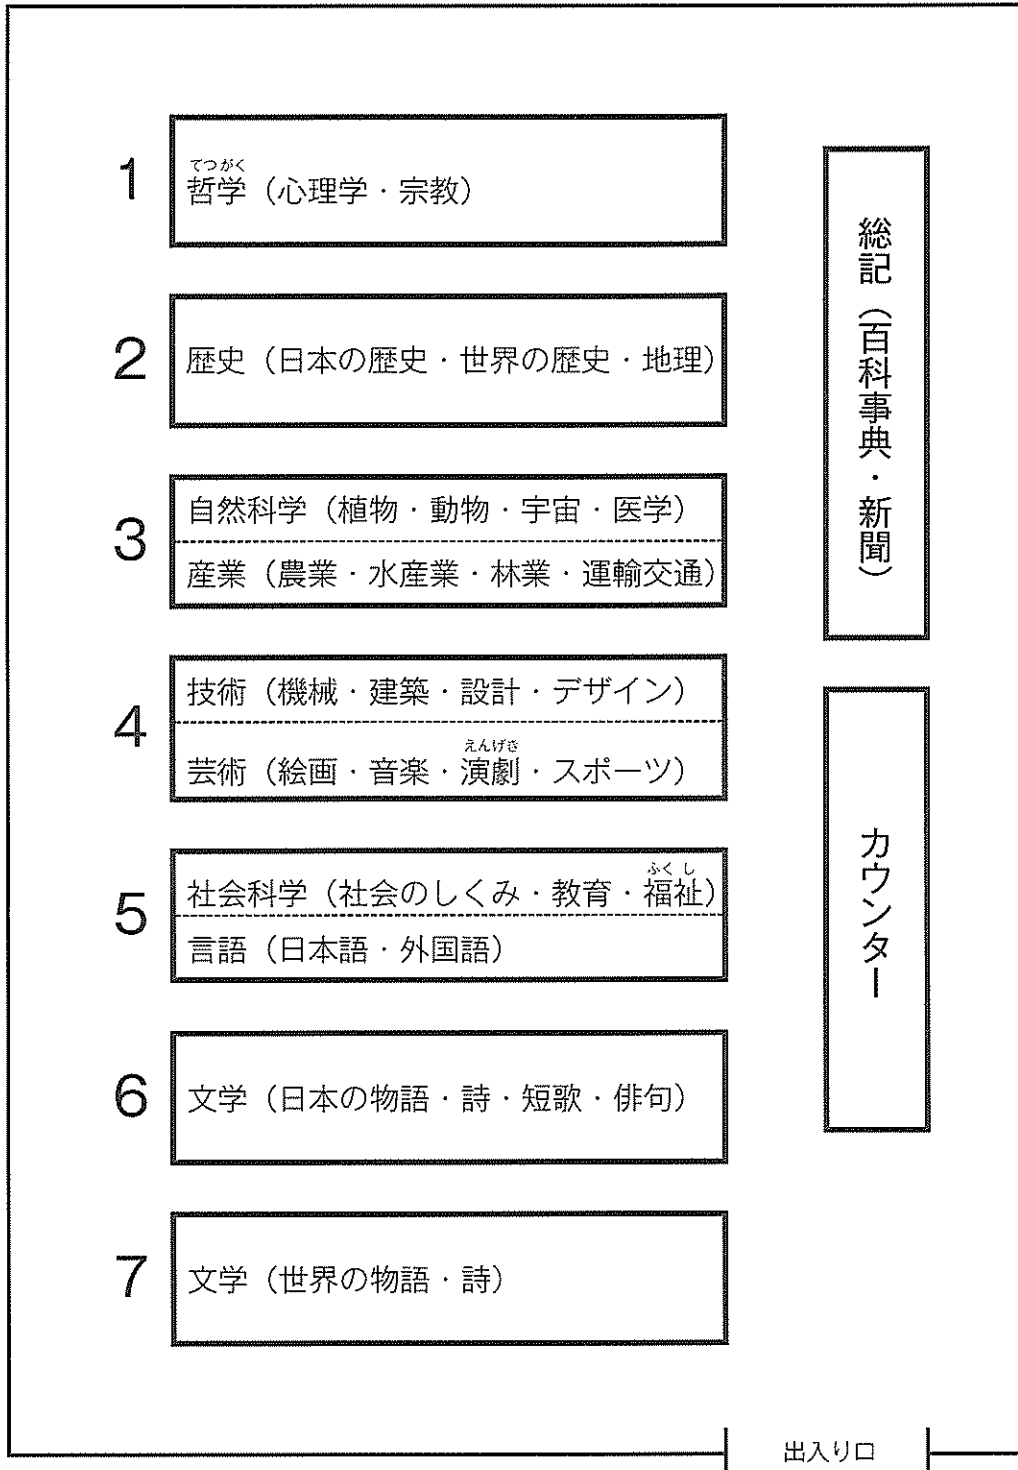 1
てつがく
哲学（心理学・宗教）
2
歴史（日本の歴史・世界の歴史・地理）
3
自然科学（植物・動物・宇宙・医学）
産業（農業・水産業・林業・運輸交通）
4
技術（機械・建築・設計・デザイン）
えんげき
芸術（絵画・音楽・演劇・スポーツ）
5
ふくし
社会科学（社会のしくみ・教育・福祉）
言語（日本語・外国語）
6
文学（日本の物語・詩・短歌・俳句）
7
文学（世界の物語・詩）
総記（百科事典・新聞）
カウンター
出入り口